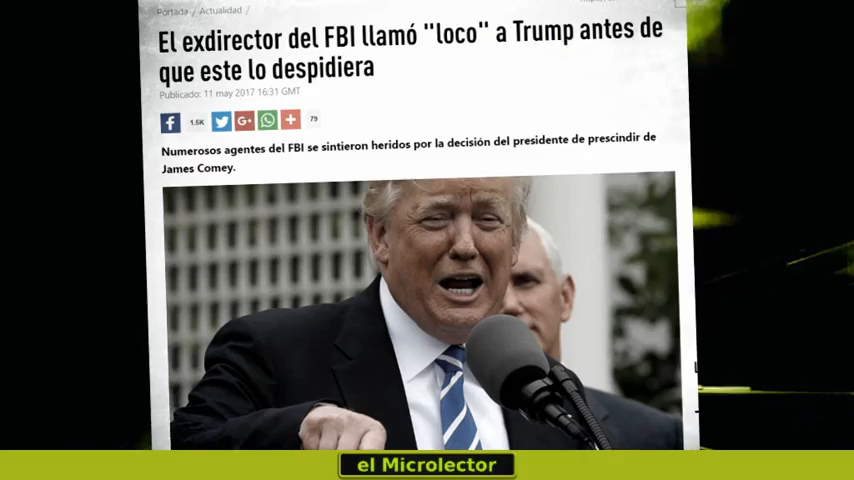 Portada / Actualidad /
El exdirector del FBI llamó "loco" a Trump antes de
que este lo despidiera
Publicado: 11 may 2017 16:31 GMT
1.5K
79
Numerosos agentes del FBI se sintieron heridos por la decisión del presidente de prescindir de
James Comey.
el Microlector